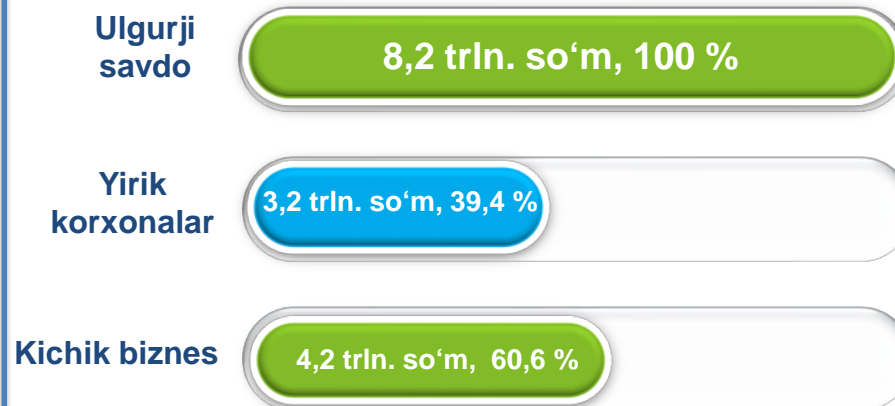 Ulgurji
savdo
8,2 trln. so‘m, 100 %
Yirik
korxonalar
3,2 trln. so‘m, 39,4 %
Kichik biznes
4,2 trln. so‘m, 60,6 %